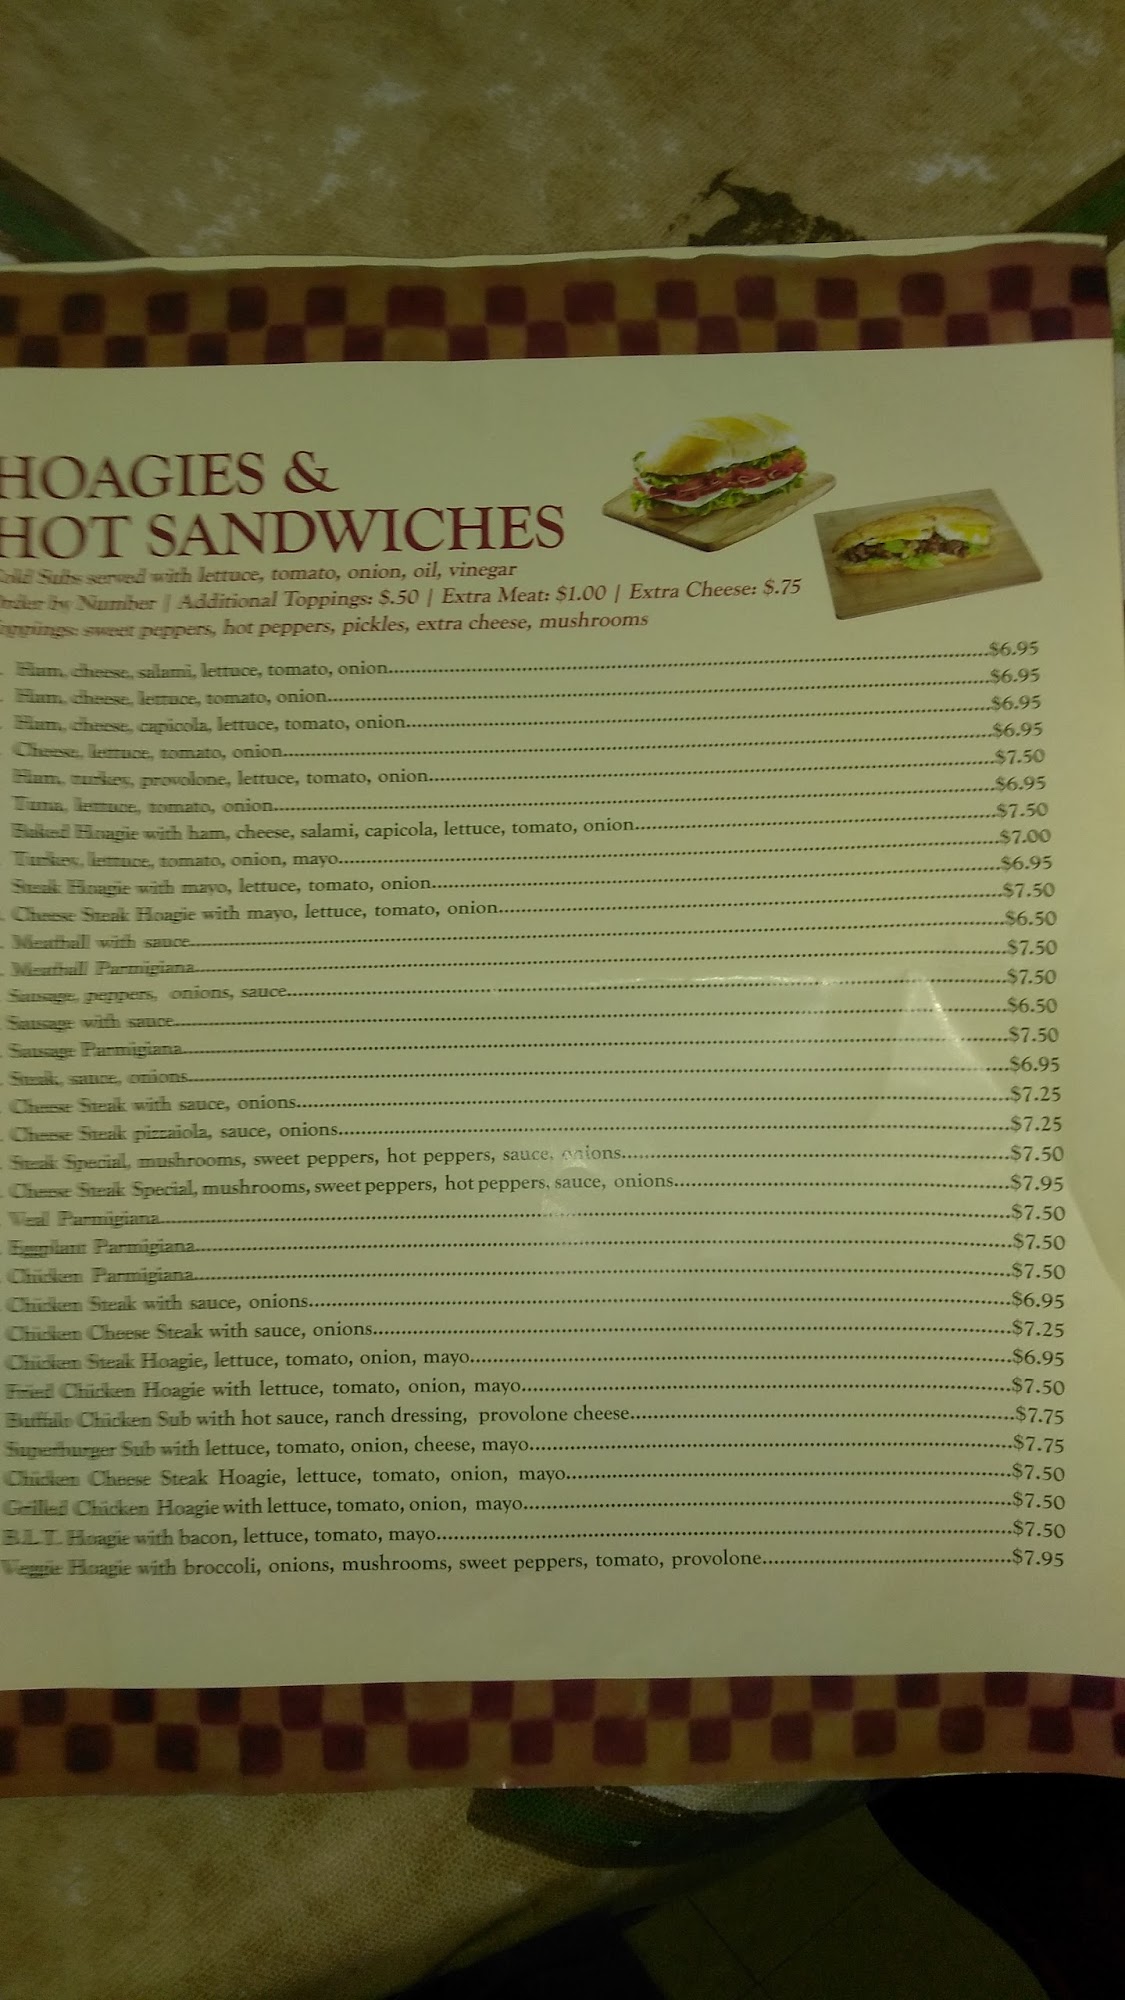 HOAGIES &
HOT SANDWICHES
Cold Subs served with lettuce, tomato, onion, oil, vinegar
Order by Number | Additional Toppings: $.50 | Extra Meat: $1.00 | Extra Cheese: $.75
Toppings: sweet peppers, hot peppers, pickles, extra cheese, mushrooms
Ham, cheese, salami, lettuce, tomato, onion $6.95
Ham, cheese, lettuce, tomato, onion $6.95
Ham, cheese, capicola, lettuce, tomato, onion $6.95
Cheese, lettuce, tomato, onion $6.95
Ham, turkey, provolone, lettuce, tomato, onion $7.50
Tuna, lettuce, tomato, onion $6.95
Baked Hoagie with ham, cheese, salami, capicola, lettuce, tomato, onion $7.50
Turkey, lettuce, tomato, onion, mayo $7.00
Steak Hoagie with mayo, lettuce, tomato, onion $6.95
Cheese Steak Hoagie with mayo, lettuce, tomato, onion $7.50
Meatball with sauce $6.50
Meatball Parmigiana $7.50
Sausage, peppers, onions, sauce $7.50
Sausage with sauce $6.50
Sausage Parmigiana $7.50
Steak, sauce, onions $6.95
Cheese Steak with sauce, onions $7.25
Cheese Steak pizzaiola, sauce, onions $7.25
Steak Special, mushrooms, sweet peppers, hot peppers, sauce, onions $7.50
Cheese Steak Special, mushrooms, sweet peppers, hot peppers, sauce, onions $7.95
Veal Parmigiana $7.50
Eggplant Parmigiana $7.50
Chicken Parmigiana $7.50
Chicken Steak with sauce, onions $6.95
Chicken Cheese Steak with sauce, onions $7.25
Chicken Steak Hoagie, lettuce, tomato, onion, mayo $6.95
Fried Chicken Hoagie with lettuce, tomato, onion, mayo $7.50
Buffalo Chicken Sub with hot sauce, ranch dressing, provolone cheese $7.75
Superburger Sub with lettuce, tomato, onion, cheese, mayo $7.75
Chicken Cheese Steak Hoagie, lettuce, tomato, onion, mayo $7.50
Grilled Chicken Hoagie with lettuce, tomato, onion, mayo $7.50
B.L.T. Hoagie with bacon, lettuce, tomato, mayo $7.50
Veggie Hoagie with broccoli, onions, mushrooms, sweet peppers, tomato, provolone $7.95